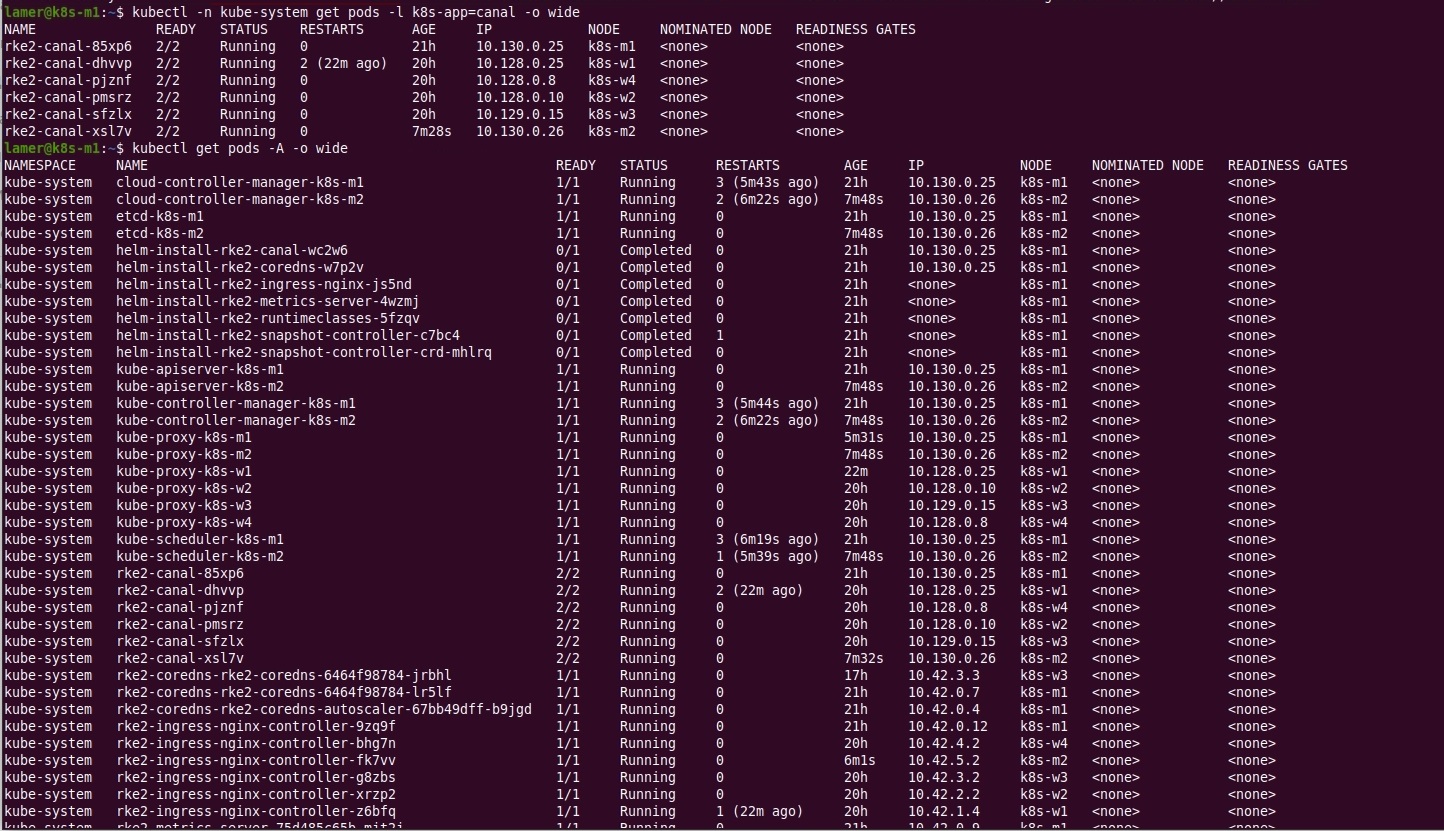 lamer@k8s-m1:~$ kubectl -n kube-system get pods -l k8s-app=canal -o wide
NAME READY STATUS RESTARTS AGE IP NODE NOMINATED NODE READINESS GATES
rke2-canal-85xp6 2/2 Running 0 21h 10.130.0.25 k8s-m1 <none> <none>
rke2-canal-dhvvp 2/2 Running 2 (22m ago) 20h 10.128.0.25 k8s-w1 <none> <none>
rke2-canal-pjznf 2/2 Running 0 20h 10.128.0.8 k8s-w4 <none> <none>
rke2-canal-pmsrz 2/2 Running 0 20h 10.128.0.10 k8s-w2 <none> <none>
rke2-canal-sfzlx 2/2 Running 0 20h 10.129.0.15 k8s-w3 <none> <none>
rke2-canal-xsl7v 2/2 Running 0 7m28s 10.130.0.26 k8s-m2 <none> <none>
lamer@k8s-m1:~$ kubectl get pods -A -o wide
NAMESPACE NAME READY STATUS RESTARTS AGE IP NODE NOMINATED NODE READINESS GATES
kube-system cloud-controller-manager-k8s-m1 1/1 Running 3 (5m43s ago) 21h 10.130.0.25 k8s-m1 <none> <none>
kube-system cloud-controller-manager-k8s-m2 1/1 Running 2 (6m22s ago) 7m48s 10.130.0.26 k8s-m2 <none> <none>
kube-system etcd-k8s-m1 1/1 Running 0 21h 10.130.0.25 k8s-m1 <none> <none>
kube-system etcd-k8s-m2 1/1 Running 0 7m48s 10.130.0.26 k8s-m2 <none> <none>
kube-system helm-install-rke2-canal-wc2w6 0/1 Completed 0 21h 10.130.0.25 k8s-m1 <none> <none>
kube-system helm-install-rke2-coredns-w7p2v 0/1 Completed 0 21h 10.130.0.25 k8s-m1 <none> <none>
kube-system helm-install-rke2-ingress-nginx-js5nd 0/1 Completed 0 21h <none> k8s-m1 <none> <none>
kube-system helm-install-rke2-metrics-server-4wzmj 0/1 Completed 0 21h <none> k8s-m1 <none> <none>
kube-system helm-install-rke2-runtimeclasses-5fzqv 0/1 Completed 0 21h <none> k8s-m1 <none> <none>
kube-system helm-install-rke2-snapshot-controller-c7bc4 0/1 Completed 1 21h <none> k8s-m1 <none> <none>
kube-system helm-install-rke2-snapshot-controller-crd-mhlrq 0/1 Completed 0 21h <none> k8s-m1 <none> <none>
kube-system kube-apiserver-k8s-m1 1/1 Running 0 21h 10.130.0.25 k8s-m1 <none> <none>
kube-system kube-apiserver-k8s-m2 1/1 Running 0 7m48s 10.130.0.26 k8s-m2 <none> <none>
kube-system kube-controller-manager-k8s-m1 1/1 Running 3 (5m44s ago) 21h 10.130.0.25 k8s-m1 <none> <none>
kube-system kube-controller-manager-k8s-m2 1/1 Running 2 (6m22s ago) 7m48s 10.130.0.26 k8s-m2 <none> <none>
kube-system kube-proxy-k8s-m1 1/1 Running 0 5m31s 10.130.0.25 k8s-m1 <none> <none>
kube-system kube-proxy-k8s-m2 1/1 Running 0 7m48s 10.130.0.26 k8s-m2 <none> <none>
kube-system kube-proxy-k8s-w1 1/1 Running 0 22m 10.128.0.25 k8s-w1 <none> <none>
kube-system kube-proxy-k8s-w2 1/1 Running 0 20h 10.128.0.10 k8s-w2 <none> <none>
kube-system kube-proxy-k8s-w3 1/1 Running 0 20h 10.129.0.15 k8s-w3 <none> <none>
kube-system kube-proxy-k8s-w4 1/1 Running 0 20h 10.128.0.8 k8s-w4 <none> <none>
kube-system kube-scheduler-k8s-m1 1/1 Running 3 (6m19s ago) 21h 10.130.0.25 k8s-m1 <none> <none>
kube-system kube-scheduler-k8s-m2 1/1 Running 1 (5m39s ago) 7m48s 10.130.0.26 k8s-m2 <none> <none>
kube-system rke2-canal-85xp6 2/2 Running 0 21h 10.130.0.25 k8s-m1 <none> <none>
kube-system rke2-canal-dhvvp 2/2 Running 2 (22m ago) 20h 10.128.0.25 k8s-w1 <none> <none>
kube-system rke2-canal-pjznf 2/2 Running 0 20h 10.128.0.8 k8s-w4 <none> <none>
kube-system rke2-canal-pmsrz 2/2 Running 0 20h 10.128.0.10 k8s-w2 <none> <none>
kube-system rke2-canal-sfzlx 2/2 Running 0 20h 10.129.0.15 k8s-w3 <none> <none>
kube-system rke2-canal-xsl7v 2/2 Running 0 7m32s 10.130.0.26 k8s-m2 <none> <none>
kube-system rke2-coredns-rke2-coredns-6464f98784-jrbhl 1/1 Running 0 17h 10.42.3.3 k8s-w3 <none> <none>
kube-system rke2-coredns-rke2-coredns-6464f98784-lr5lf 1/1 Running 0 21h 10.42.0.7 k8s-m1 <none> <none>
kube-system rke2-coredns-rke2-coredns-autoscaler-67bb49dff-b9jgd 1/1 Running 0 21h 10.42.0.4 k8s-m1 <none> <none>
kube-system rke2-ingress-nginx-controller-9zq9f 1/1 Running 0 21h 10.42.0.12 k8s-m1 <none> <none>
kube-system rke2-ingress-nginx-controller-bhg7n 1/1 Running 0 20h 10.42.4.2 k8s-w4 <none> <none>
kube-system rke2-ingress-nginx-controller-fk7vv 1/1 Running 0 6m1s 10.42.5.2 k8s-m2 <none> <none>
kube-system rke2-ingress-nginx-controller-g8zbs 1/1 Running 0 20h 10.42.3.2 k8s-w3 <none> <none>
kube-system rke2-ingress-nginx-controller-xrzp2 1/1 Running 0 20h 10.42.2.2 k8s-w2 <none> <none>
kube-system rke2-ingress-nginx-controller-z6bfq 1/1 Running 1 (22m ago) 20h 10.42.1.4 k8s-w1 <none> <none>